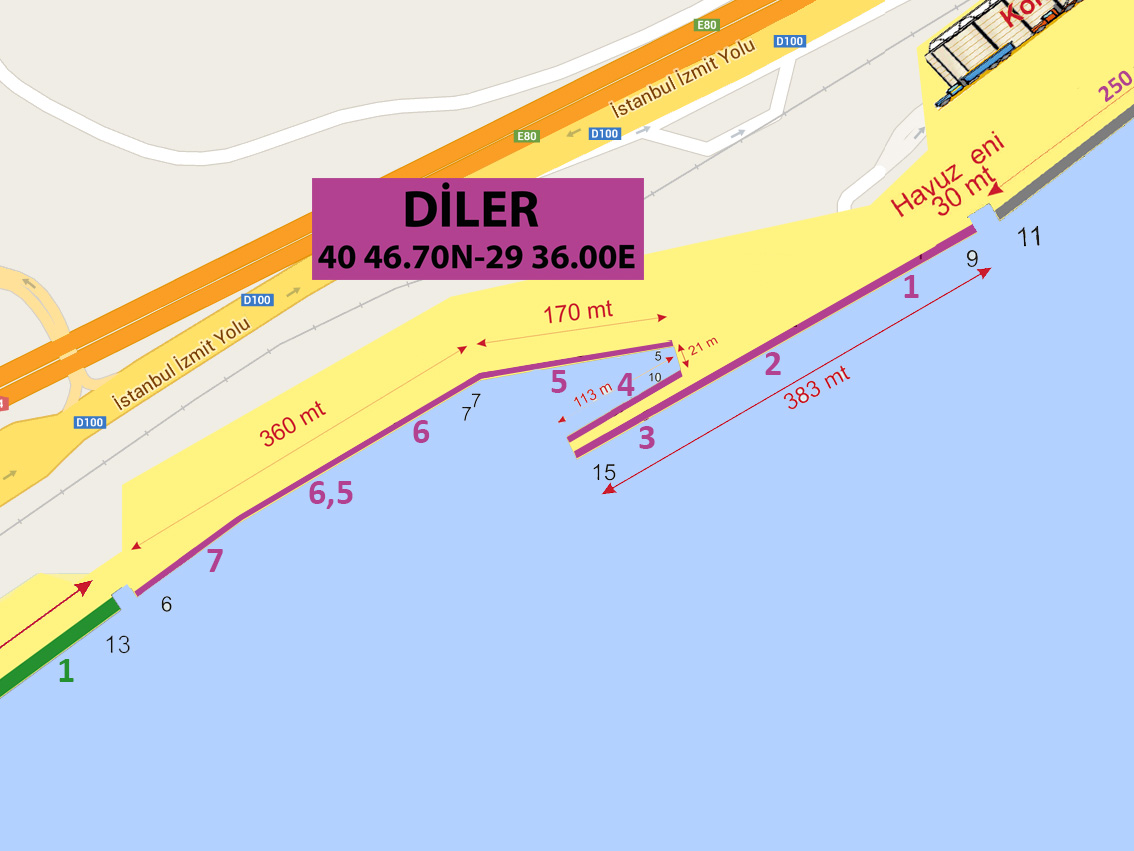 E80
D100
İstanbul İzmit Yolu
E80
D100
250
Havuz eni
30 mt
DİLER
40 46.70N-29 36.00E
11
9
1
D100
170 mt
21 m
5
10
5
4
113 m
2
383 mt
İstanbul İzmit Yolu
D100
360 mt
7
7
6
3
15
6,5
7
6
13
1